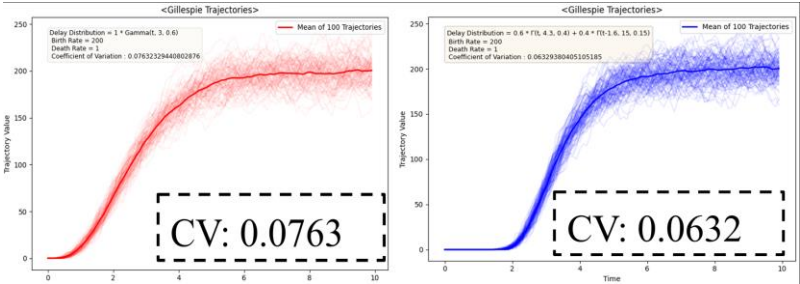 <Gillespie Trajectories>
Delay Distribution = 1 * Gamma(t, 3, 0.6)
Birth Rate = 200
Death Rate = 1
Coefficient of Variation : 0.07632329440802876
Mean of 100 Trajectories
Trajectory Value
250
200
150
100
50
0
CV: 0.0763
0 2 4 6 8 10
<Gillespie Trajectories>
Delay Distribution = 0.6 * Γ(t, 4.3, 0.4) + 0.4 * Γ(t-1.6, 15, 0.15)
Birth Rate = 200
Death Rate = 1
Coefficient of Variation : 0.06329380405105185
Mean of 100 Trajectories
Trajectory Value
250
200
150
100
50
0
CV: 0.0632
0 2 4 6 8 10
Time